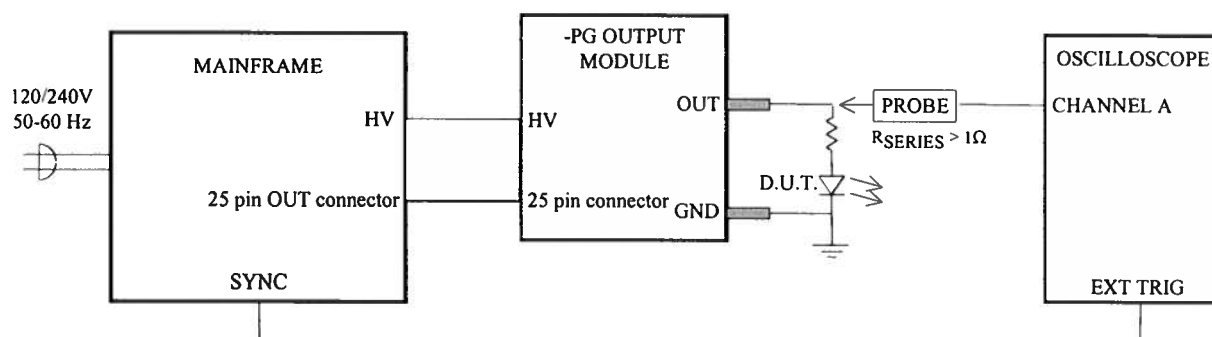 120/240V
50-60 Hz
MAINFRAME
HV
25 pin OUT connector
SYNC
-PG OUTPUT
MODULE
OUT
HV
25 pin connector
GND
PROBE
RSERIES > 1Ω
D.U.T.
OSCILLOSCOPE
CHANNEL A
EXT TRIG